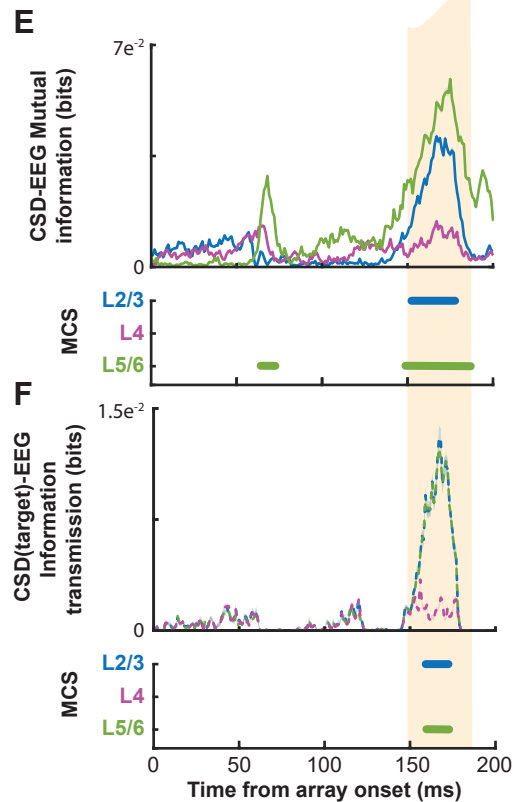 E
7e-2
CSD-EEG Mutual
information (bits)
0
MCS
L2/3
L4
L5/6
F
1.5e-2
CSD(target)-EEG
Information
transmission (bits)
0
MCS
L2/3
L4
L5/6
0 50 100 150 200
Time from array onset (ms)